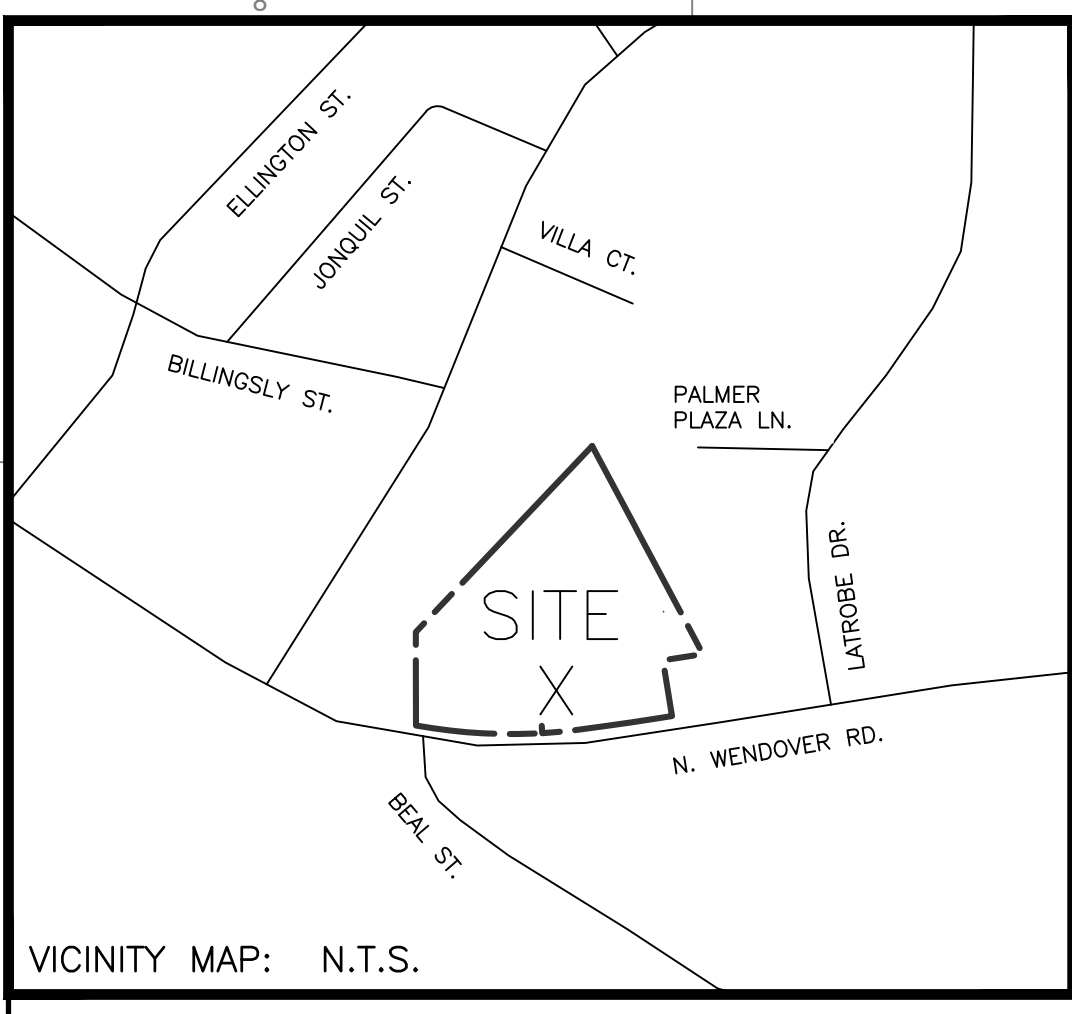 8
ELLINGTON ST.
JONQUIL ST.
VILLA CT.
BILLINGSLY ST.
PALMER
PLAZA LN.
LATROBE DR.
SITE
X
N. WENDOVER RD.
BEAL ST.
VICINITY MAP: N.T.S.